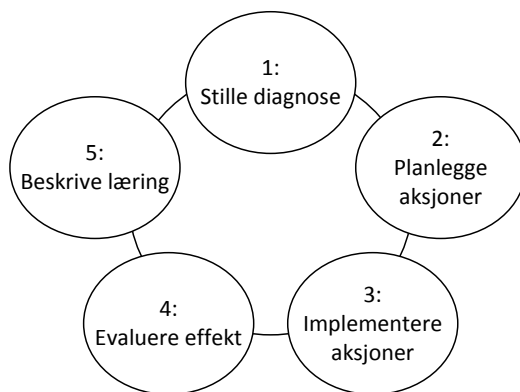 1:
Stille diagnose
2:
Planlegge
aksjoner
3:
Implementere
aksjoner
4:
Evaluere effekt
5:
Beskrive læring